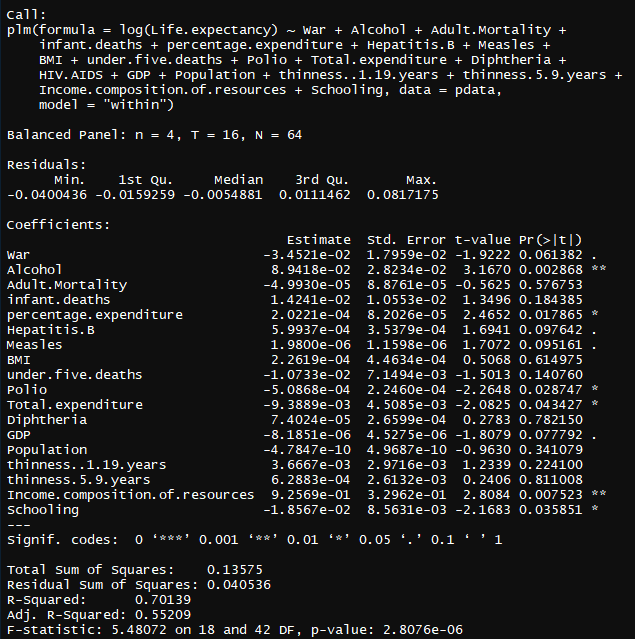 Call:
plm(formula = log(Life.expectancy) ~ War + Alcohol + Adult.Mortality +
    infant.deaths + percentage.expenditure + Hepatitis.B + Measles +
    BMI + under.five.deaths + Polio + Total.expenditure + Diphtheria +
    HIV.AIDS + GDP + Population + thinness..1.19.years + thinness.5.9.years +
    Income.composition.of.resources + Schooling, data = pdata,
    model = "within")
Balanced Panel: n = 4, T = 16, N = 64
Residuals:
      Min.    1st Qu.     Median    3rd Qu.       Max.
-0.0400436 -0.0159259 -0.0054881  0.0111462  0.0817175
Coefficients:
                                   Estimate  Std. Error t-value Pr(>|t|)
War                             -3.4521e-02  1.7959e-02 -1.9222 0.061382 .
Alcohol                          8.9418e-02  2.8234e-02  3.1670 0.002868 **
Adult.Mortality                 -4.9930e-05  8.8761e-05 -0.5625 0.576753
infant.deaths                    1.4241e-02  1.0553e-02  1.3496 0.184385
percentage.expenditure           2.0221e-04  8.2026e-05  2.4652 0.017865 *
Hepatitis.B                      5.9937e-04  3.5379e-04  1.6941 0.097642 .
Measles                          1.9800e-06  1.1598e-06  1.7072 0.095161 .
BMI                              2.2619e-04  4.4634e-04  0.5068 0.614975
under.five.deaths               -1.0733e-02  7.1494e-03 -1.5013 0.140760
Polio                           -5.0868e-04  2.2460e-04 -2.2648 0.028747 *
Total.expenditure               -9.3889e-03  4.5085e-03 -2.0825 0.043427 *
Diphtheria                       7.4024e-05  2.6599e-04  0.2783 0.782150
GDP                             -8.1851e-06  4.5275e-06 -1.8079 0.077792 .
Population                      -4.7847e-10  4.9687e-10 -0.9630 0.341079
thinness..1.19.years             3.6667e-03  2.9716e-03  1.2339 0.224100
thinness.5.9.years               6.2883e-04  2.6132e-03  0.2406 0.811008
Income.composition.of.resources  9.2569e-01  3.2962e-01  2.8084 0.007523 **
Schooling                       -1.8567e-02  8.5631e-03 -2.1683 0.035851 *
---
Signif. codes:  0 ‘***’ 0.001 ‘**’ 0.01 ‘*’ 0.05 ‘.’ 0.1 ‘ ’ 1
Total Sum of Squares:    0.13575
Residual Sum of Squares: 0.040536
R-Squared:      0.70139
Adj. R-Squared: 0.55209
F-statistic: 5.48072 on 18 and 42 DF, p-value: 2.8076e-06